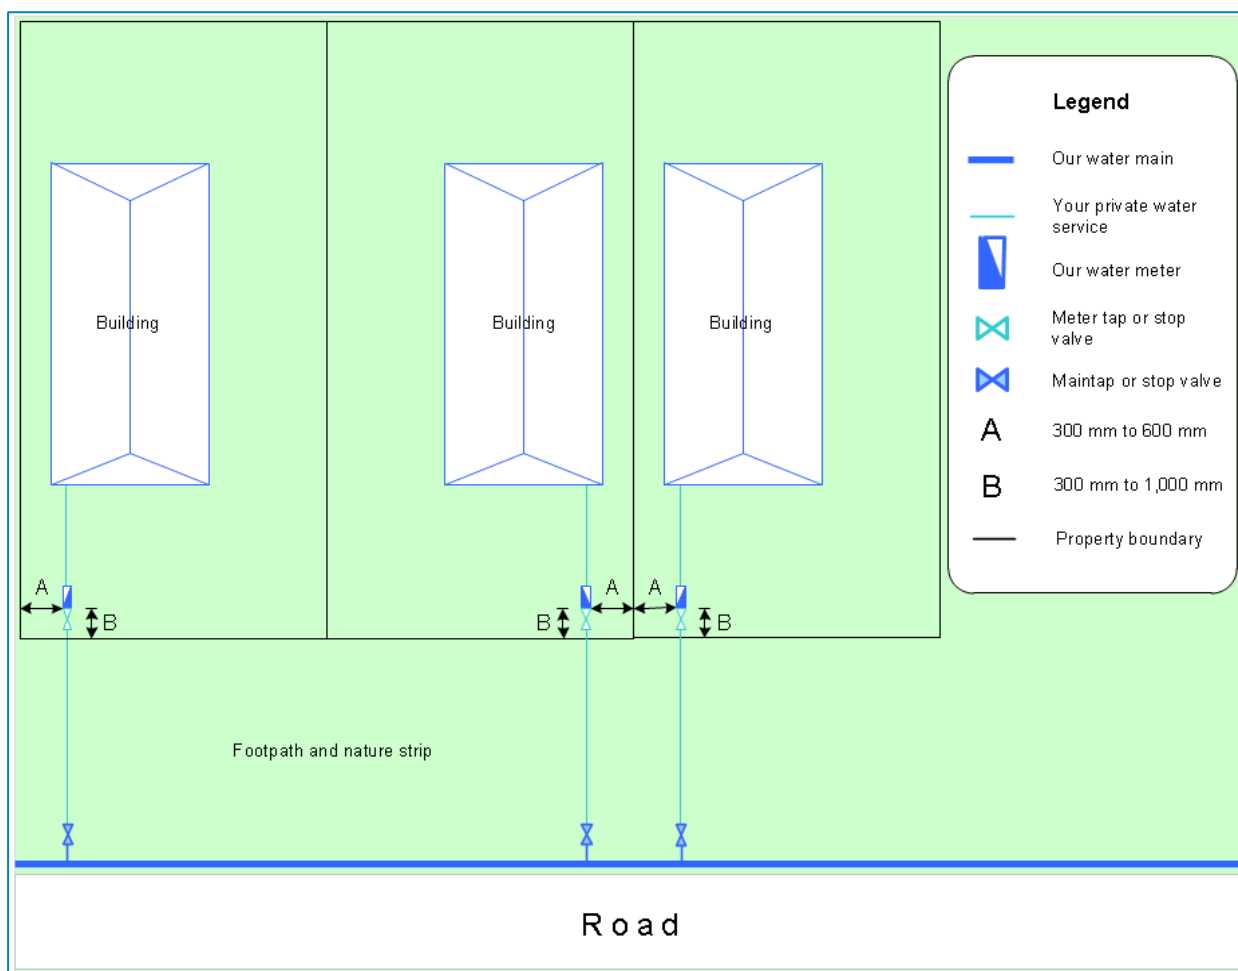 Legend
Our water main
Your private water
service
Our water meter
Meter tap or stop
valve
Maintap or stop valve
A 300 mm to 600 mm
B 300 mm to 1,000 mm
Property boundary
Building
Building
Building
A
B
A
B
A
B
Footpath and nature strip
Road